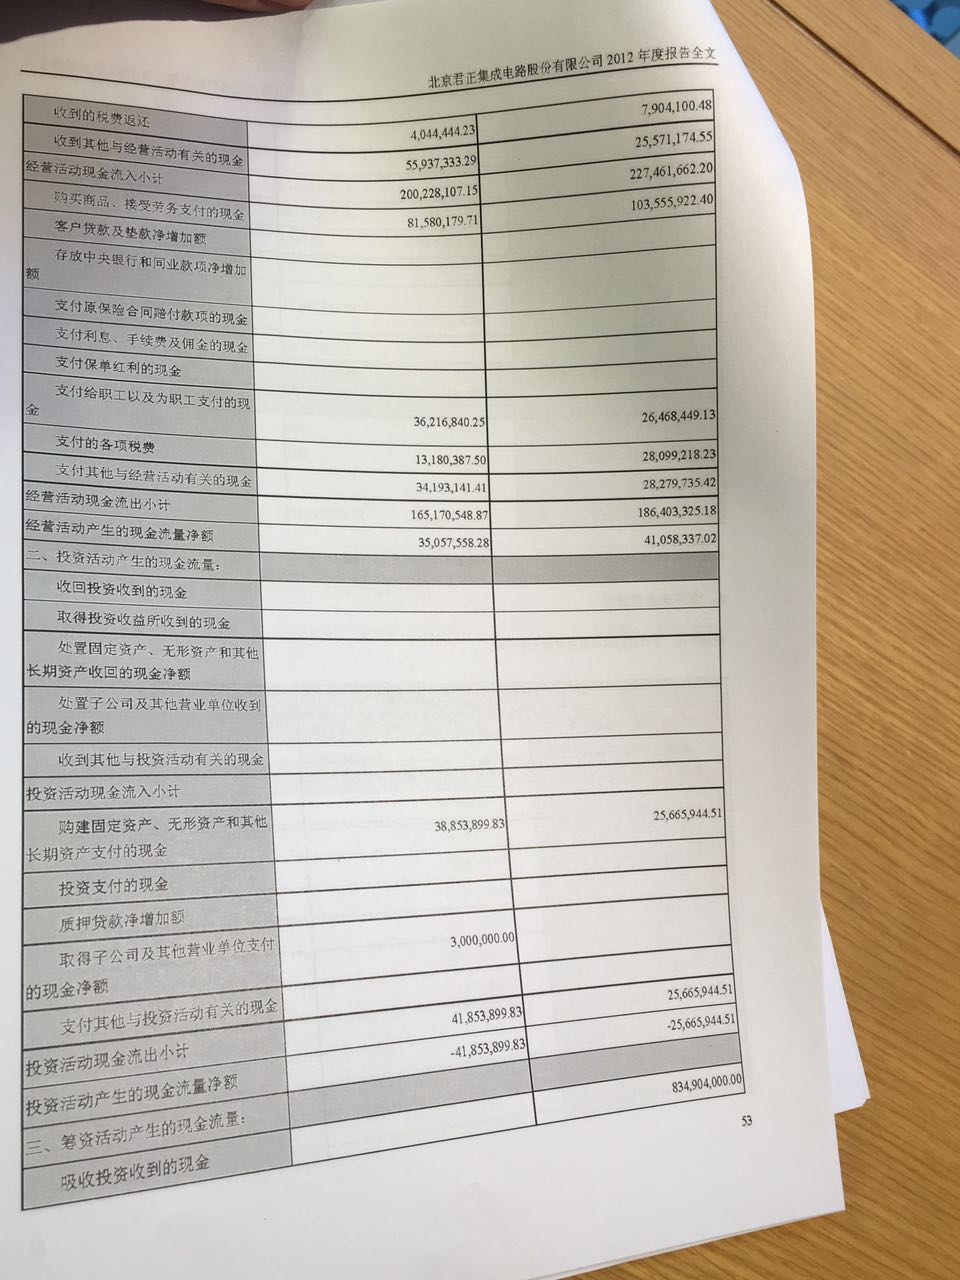 北京君正集成电路股份有限公司 2012 年度报告全文
收到的税费返还 4,044,444.23 7,904,100.48
收到其他与经营活动有关的现金 55,937,333.29 25,571,174.55
经营活动现金流入小计 200,228,107.15 227,461,662.20
购买商品、接受劳务支付的现金 81,580,179.71 103,555,922.40
客户贷款及垫款净增加额
存放中央银行和同业款项净增加
额
支付原保险合同赔付款项的现金
支付利息、手续费及佣金的现金
支付保单红利的现金
支付给职工以及为职工支付的现
金 36,216,840.25 26,468,449.13
支付的各项税费 13,180,387.50 28,099,218.23
支付其他与经营活动有关的现金 34,193,141.41 28,279,735.42
经营活动现金流出小计 165,170,548.87 186,403,325.18
经营活动产生的现金流量净额 35,057,558.28 41,058,337.02
二、投资活动产生的现金流量：
收回投资收到的现金
取得投资收益所收到的现金
处置固定资产、无形资产和其他
长期资产收回的现金净额
处置子公司及其他营业单位收到
的现金净额
收到其他与投资活动有关的现金
投资活动现金流入小计
购建固定资产、无形资产和其他 38,853,899.83 25,665,944.51
长期资产支付的现金
投资支付的现金
质押贷款净增加额
取得子公司及其他营业单位支付 3,000,000.00
的现金净额
支付其他与投资活动有关的现金
投资活动现金流出小计 41,853,899.83 25,665,944.51
投资活动产生的现金流量净额 -41,853,899.83 -25,665,944.51
三、筹资活动产生的现金流量：
吸收投资收到的现金 834,904,000.00
53